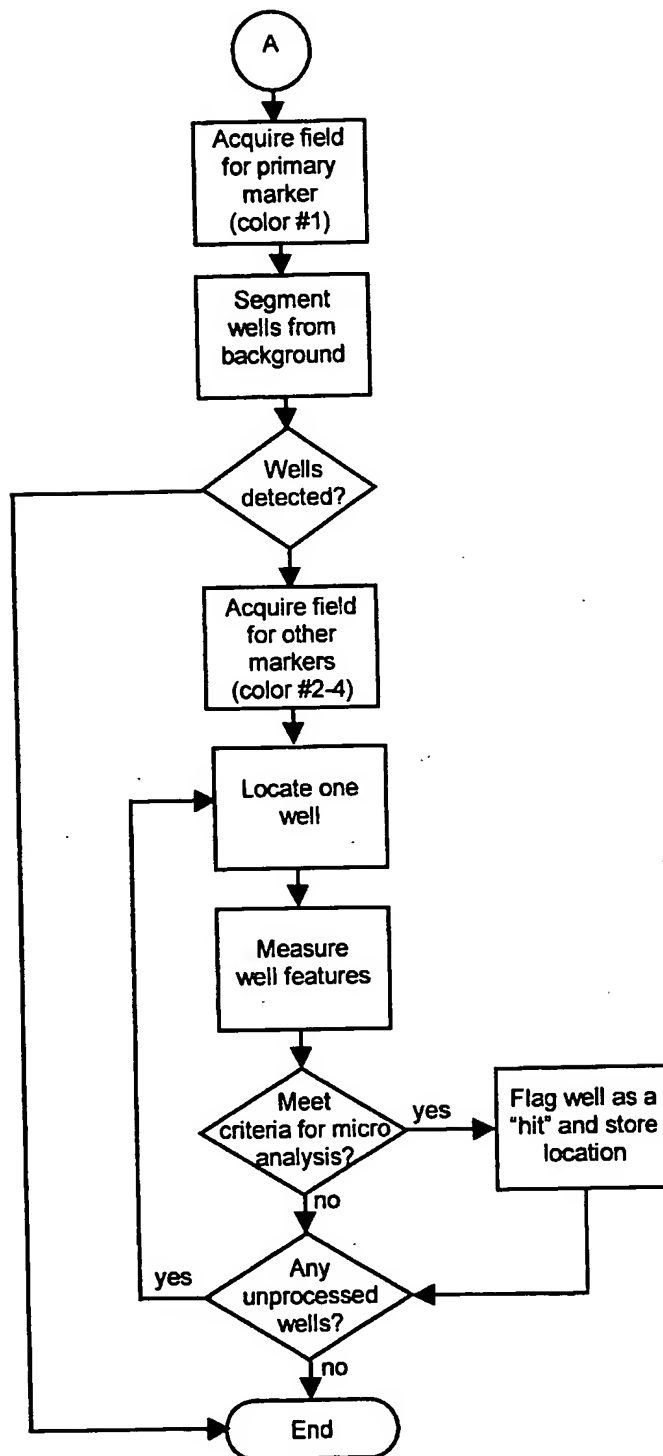 A
Acquire field
for primary
marker
(color #1)
Segment
wells from
background
Wells
detected?
Acquire field
for other
markers
(color #2-4)
Locate one
well
Measure
well features
Meet
criteria for micro
analysis?
yes
Flag well as a
"hit" and store
location
no
yes
Any
unprocessed
wells?
no
End